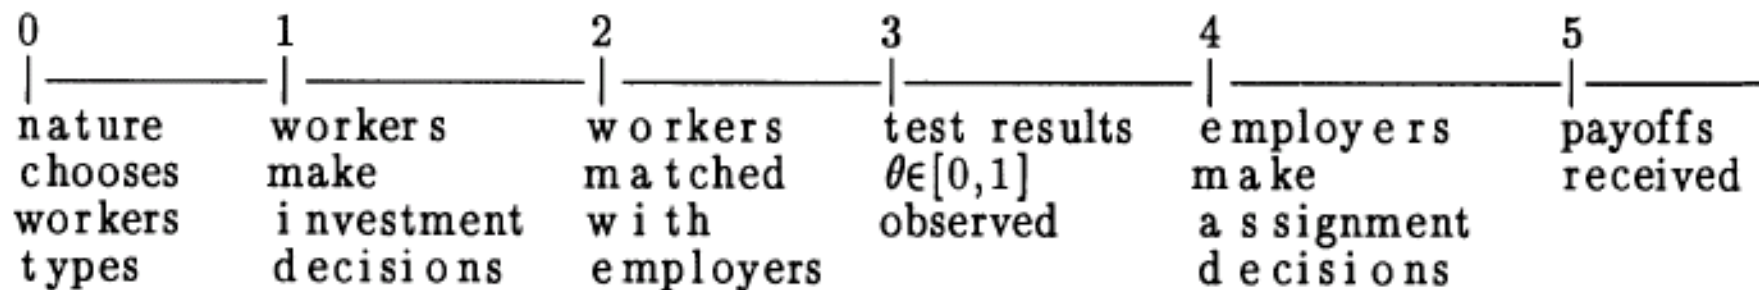 0 1 2 3 4 5
nature workers workers test results employers payoffs
chooses make matched θ∈[0,1] make received
workers investment with observed assignment
types decisions employers decisions